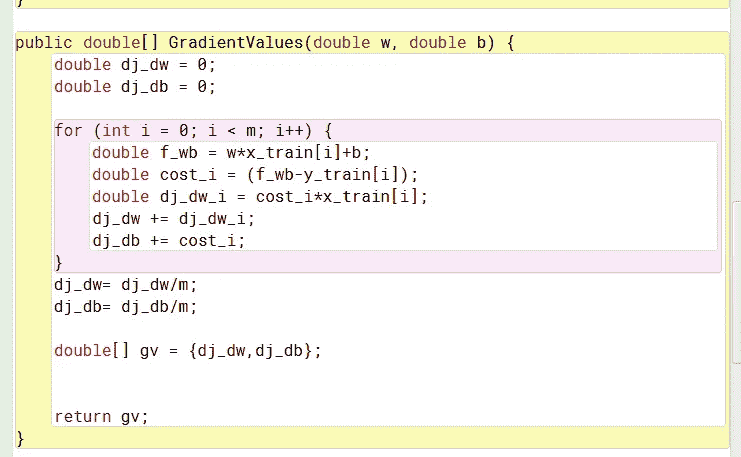 }
public double[] GradientValues(double w, double b) {
double dj_dw = 0;
double dj_db = 0;
for (int i = 0; i < m; i++) {
double f_wb = w*x_train[i]+b;
double cost_i = (f_wb-y_train[i]);
double dj_dw_i = cost_i*x_train[i];
dj_dw += dj_dw_i;
dj_db += cost_i;
}
dj_dw= dj_dw/m;
dj_db= dj_db/m;
double[] gv = {dj_dw,dj_db};
return gv;
}